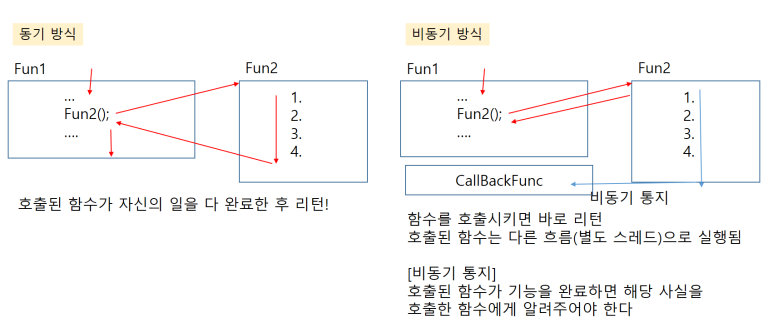 동기 방식
Fun1
Fun2
...
Fun2();
....
1.
2.
3.
4.
호출된 함수가 자신의 일을 다 완료한 후 리턴!
비동기 방식
Fun1
Fun2
...
Fun2();
....
1.
2.
3.
4.
CallBackFunc
비동기 통지
함수를 호출시키면 바로 리턴
호출된 함수는 다른 흐름(별도 스레드)으로 실행됨
[비동기 통지]
호출된 함수가 기능을 완료하면 해당 사실을
호출한 함수에게 알려주어야 한다